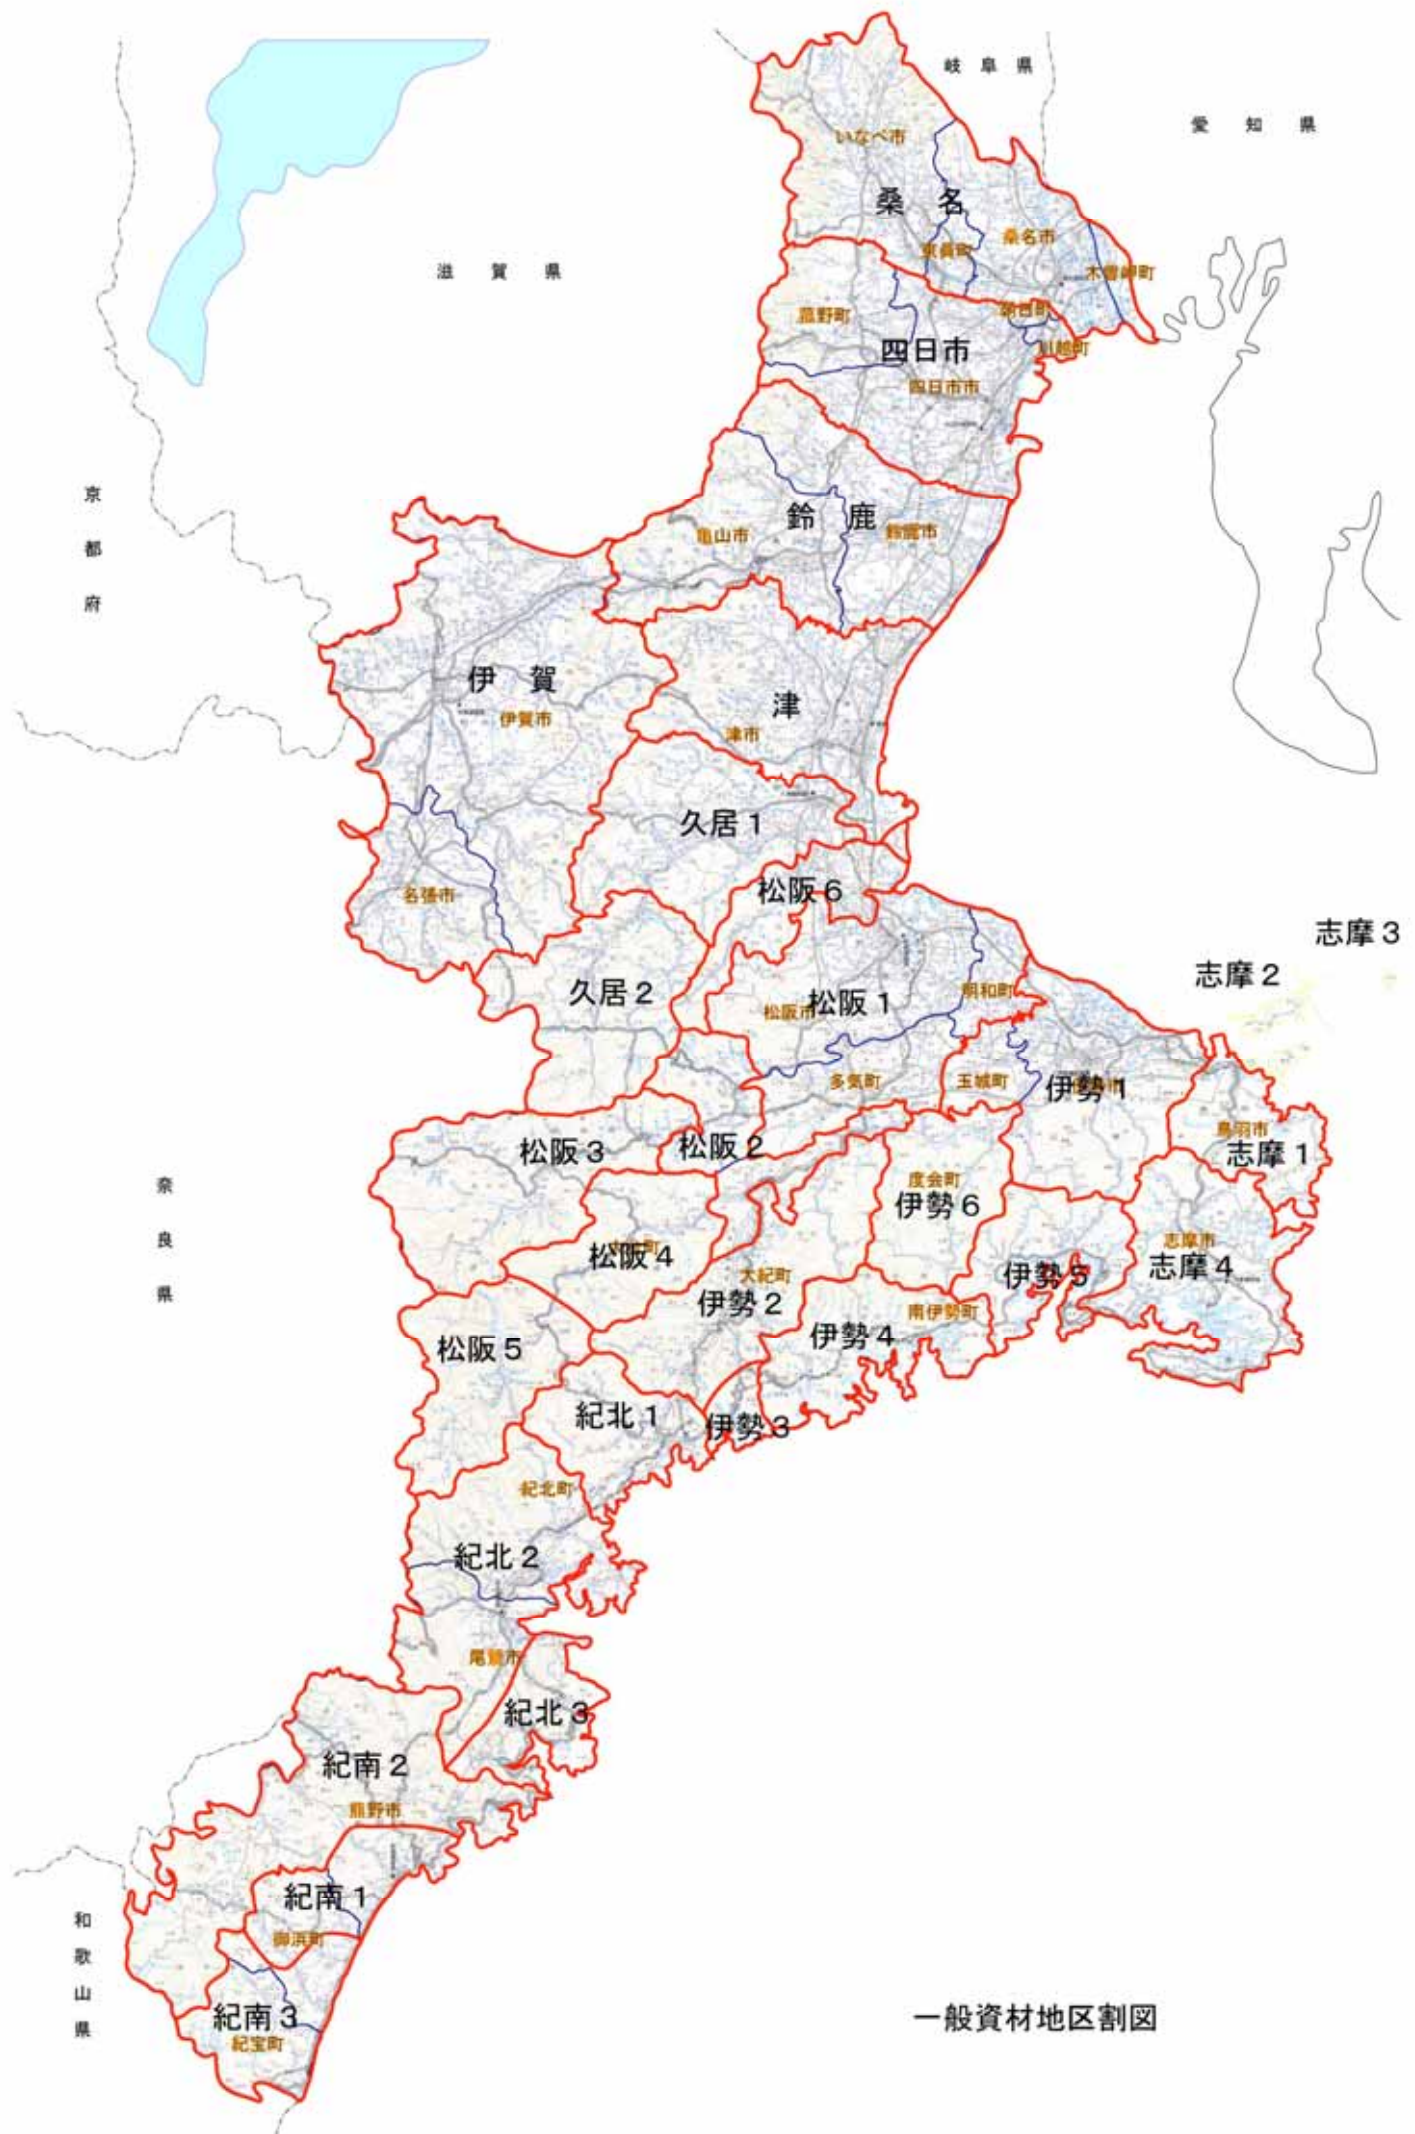 岐阜県
愛知県
いなべ市
桑名
桑名市
東員町
木曽岬町
滋賀県
菰野町
朝日町
川越町
四日市
四日市市
京都府
鈴鹿
亀山市
鈴鹿市
伊賀
伊賀市
津
津市
久居1
名張市
松阪6
志摩3
志摩2
久居2
松阪1
松阪市
明和町
多気町
玉城町
伊勢1
鳥羽市
志摩1
松阪3
松阪2
奈良県
度会町
伊勢6
志摩市
志摩4
松阪4
大紀町
伊勢2
伊勢5
南伊勢町
伊勢4
松阪5
紀北1
伊勢3
紀北町
紀北2
尾鷲市
紀北3
紀南2
熊野市
紀南1
御浜町
和歌山県
紀南3
紀宝町
一般資材地区割図